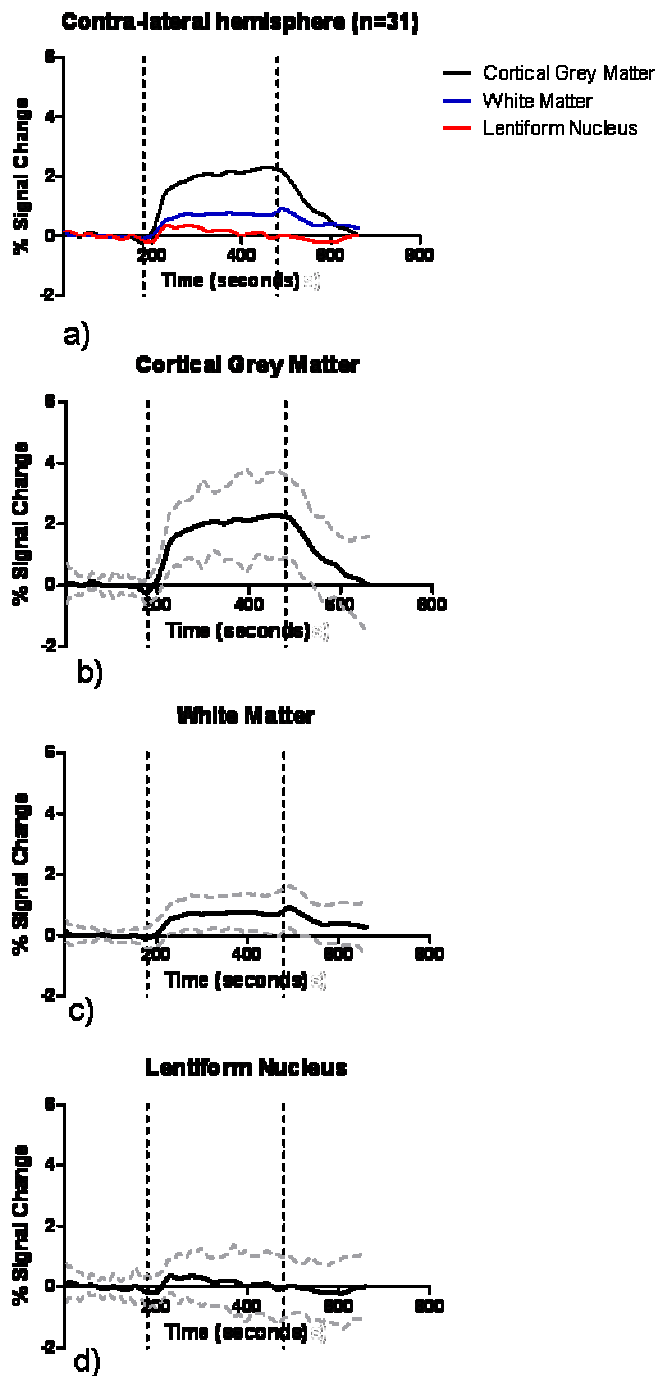 Contra-lateral hemisphere (n=31)
Cortical Grey Matter
White Matter
Lentiform Nucleus
% Signal Change
6
4
2
0
-2
200
400
600
800
Time (seconds)
a)
Cortical Grey Matter
% Signal Change
6
4
2
0
-2
200
400
600
800
Time (seconds)
b)
White Matter
% Signal Change
6
4
2
0
-2
200
400
600
800
Time (seconds)
c)
Lentiform Nucleus
% Signal Change
6
4
2
0
-2
200
400
600
800
Time (seconds)
d)